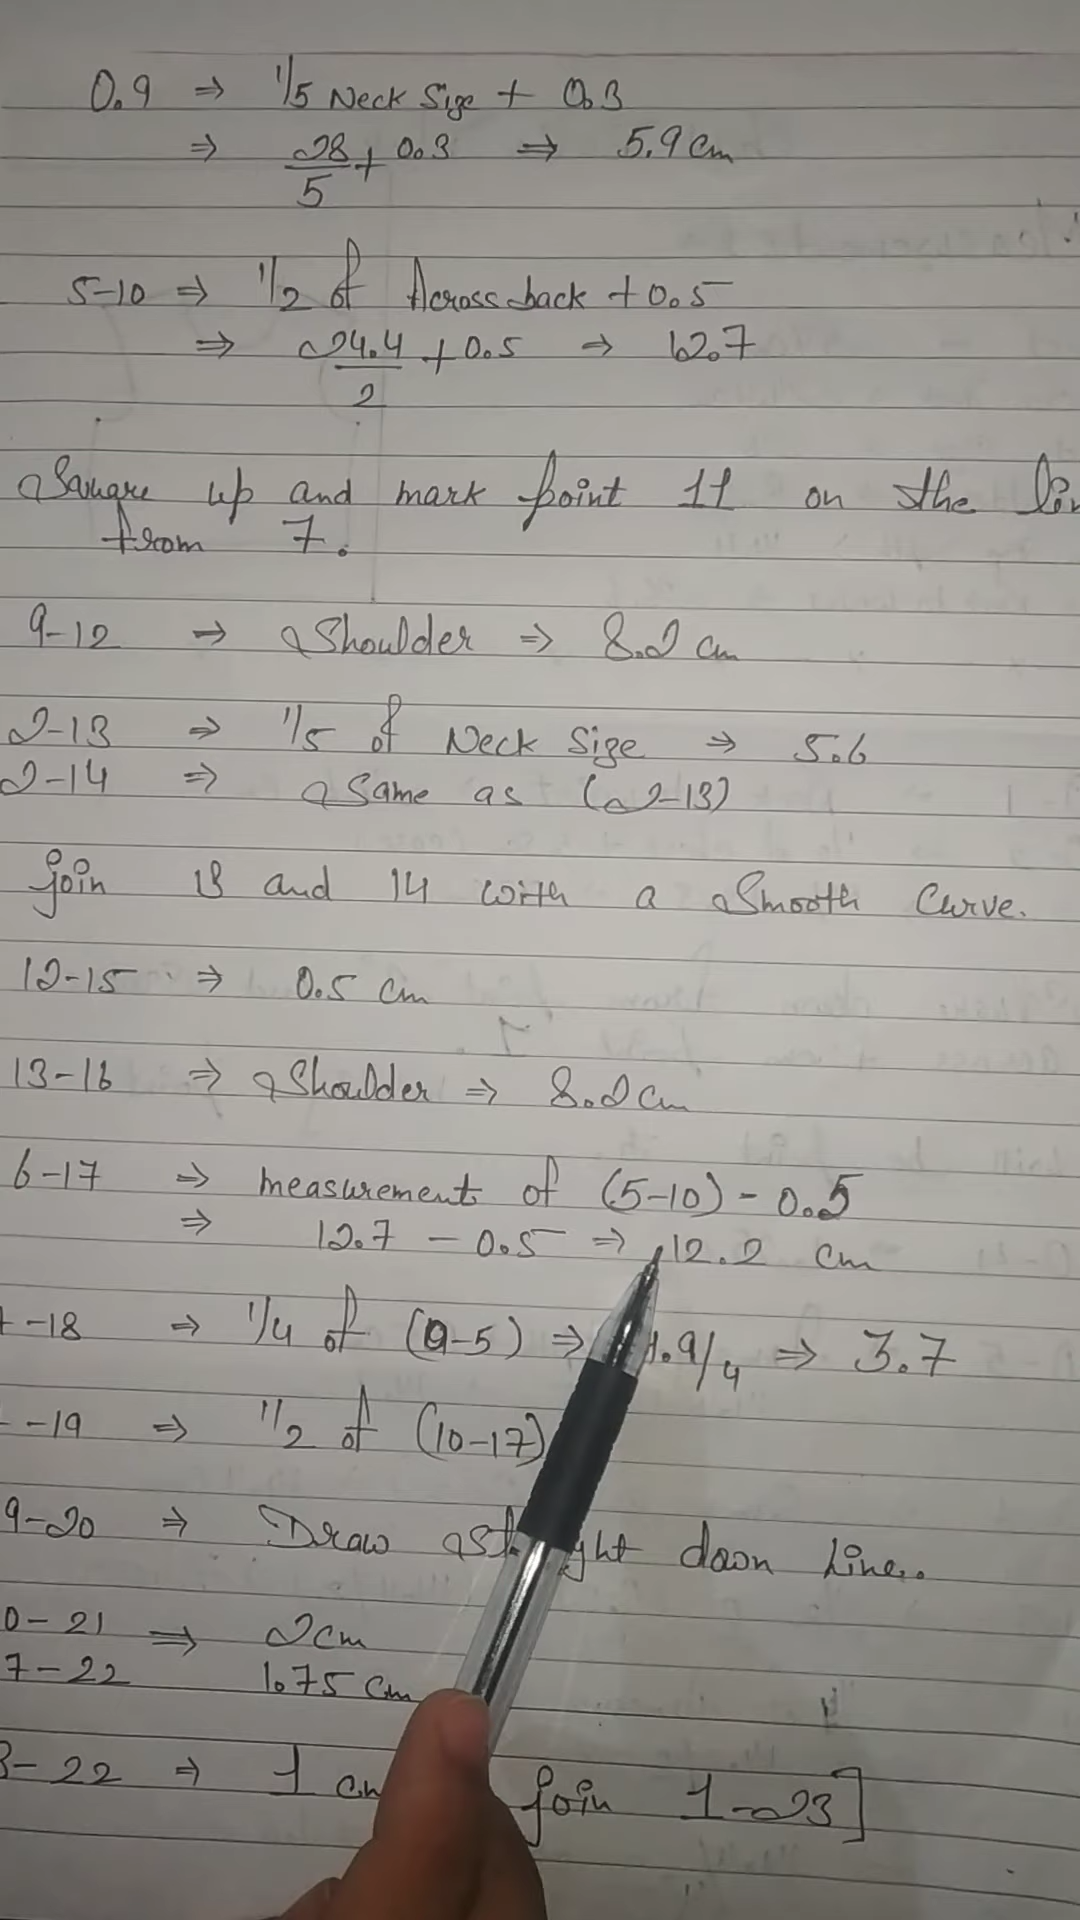 0.9 ⇒ 1/5 Neck Size + 0.3
⇒ 28/5 + 0.3 ⇒ 5.9 cm
5-10 ⇒ 1/2 of Across back + 0.5
⇒ 24.4/2 + 0.5 ⇒ 12.7
Square up and mark point 11 on the
from 7.
9-12 ⇒ Shoulder ⇒ 8.2 cm
2-13 ⇒ 1/5 of Neck Size ⇒ 5.6
2-14 ⇒ Same as (2-13)
Join 13 and 14 with a Smooth Curve.
12-15 ⇒ 0.5 cm
13-16 ⇒ Shoulder ⇒ 8.2 cm
6-17 ⇒ measurement of (5-10) - 0.5
⇒ 12.7 - 0.5 ⇒ 12.2 cm
-18 ⇒ 1/4 of (0-5) ⇒ .9/4 ⇒ 3.7
-19 ⇒ 1/2 of (10-17)
9-20 ⇒ Draw down Line.
0-21 ⇒ 2cm
7-22 1.75 cm
3-22 ⇒ 1 cm Join 1-23]